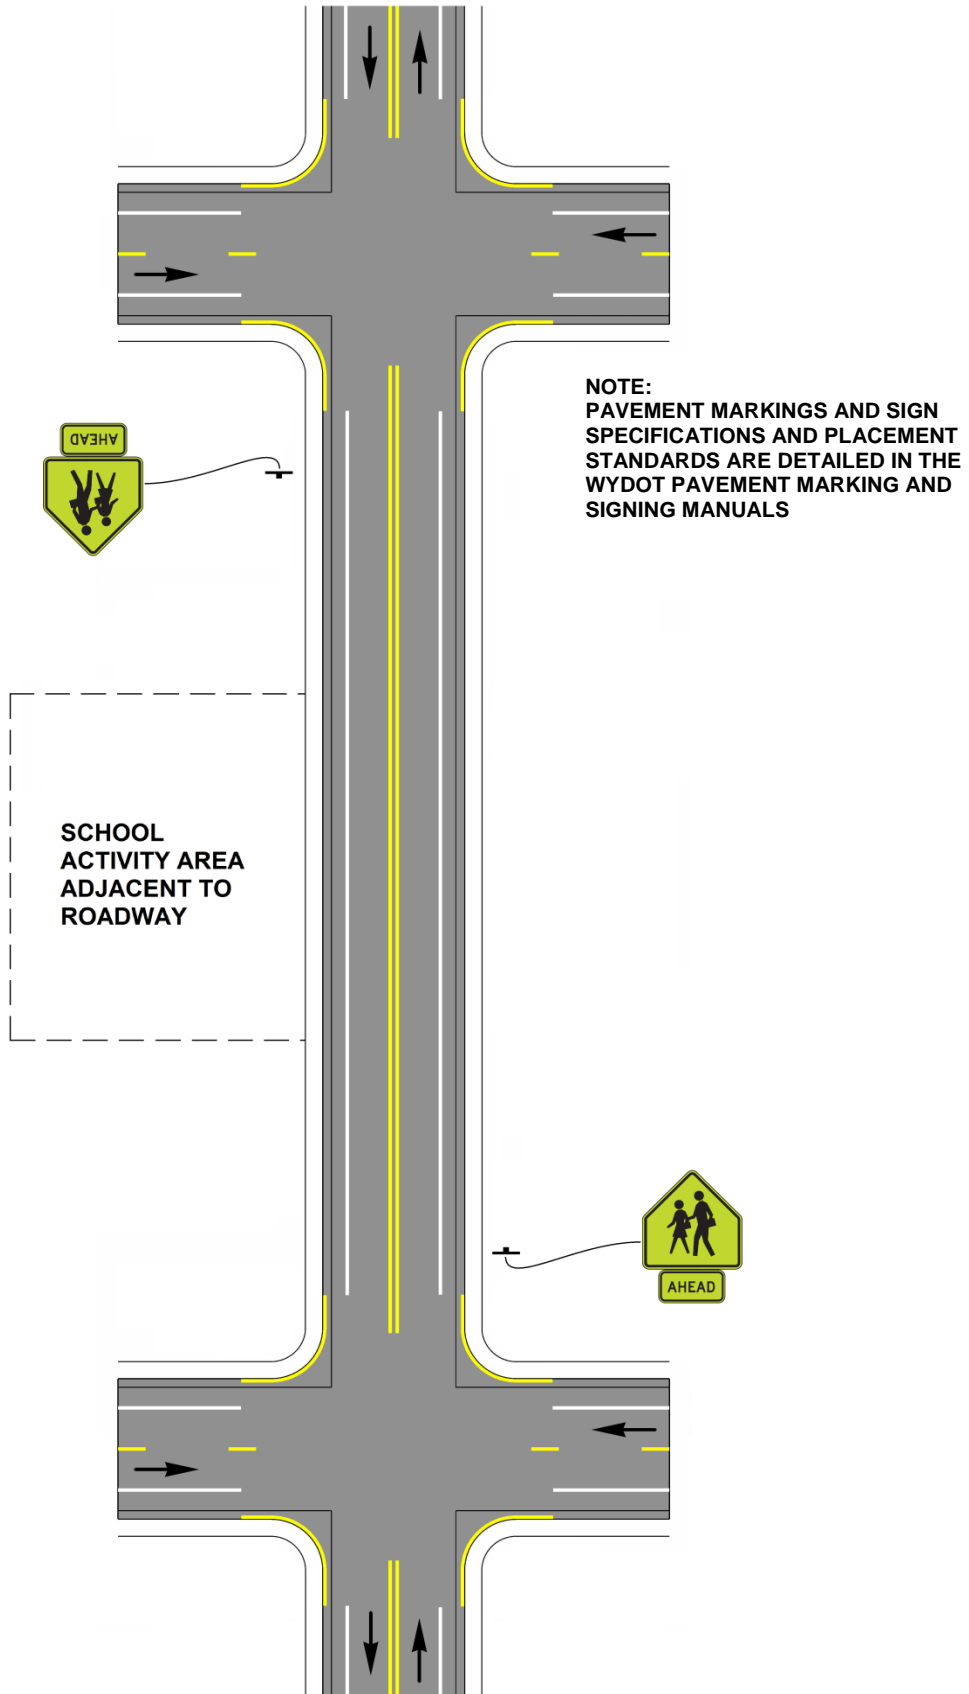 NOTE:
PAVEMENT MARKINGS AND SIGN
SPECIFICATIONS AND PLACEMENT
STANDARDS ARE DETAILED IN THE
WYDOT PAVEMENT MARKING AND
SIGNING MANUALS
AHEAD
SCHOOL
ACTIVITY AREA
ADJACENT TO
ROADWAY
AHEAD